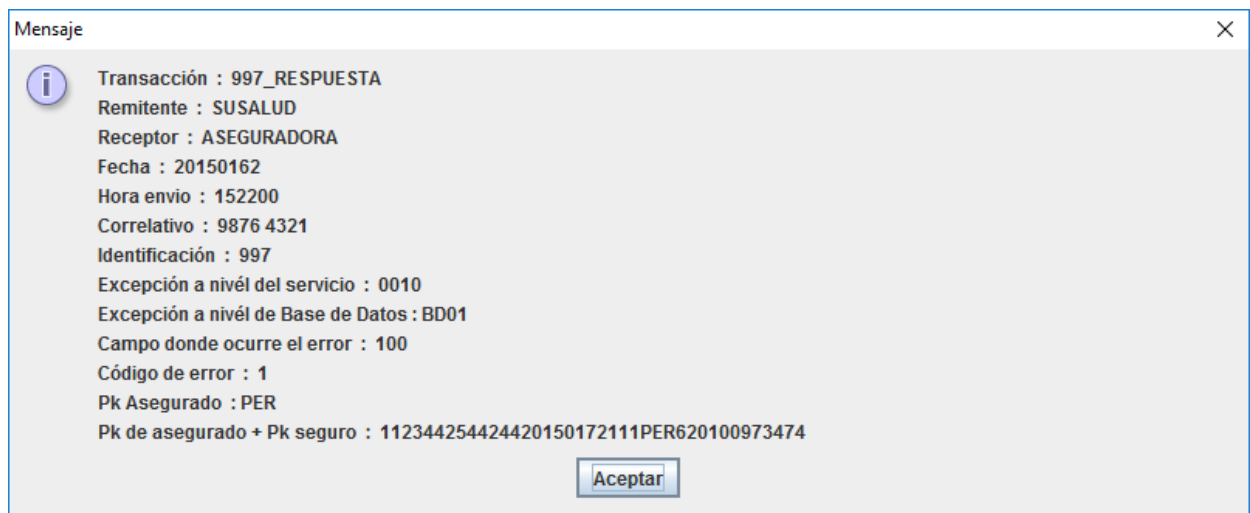 Mensaje
Transacción : 997_RESPUESTA
Remitente : SUSALUD
Receptor : ASEGURADORA
Fecha : 20150162
Hora envio : 152200
Correlativo : 9876 4321
Identificación : 997
Excepción a nivél del servicio : 0010
Excepción a nivél de Base de Datos : BD01
Campo donde ocurre el error : 100
Código de error : 1
Pk Asegurado : PER
Pk de asegurado + Pk seguro : 112344254424420150172111PER620100973474
Aceptar